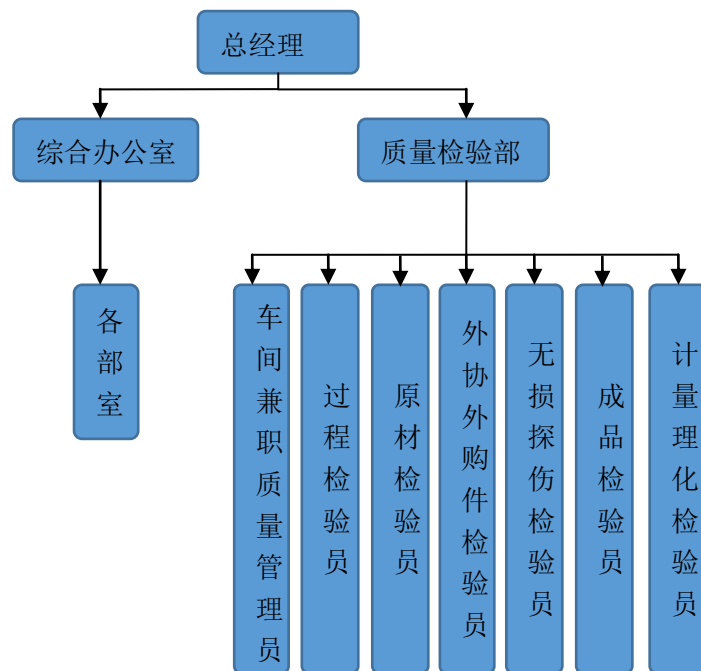 总经理
综合办公室
质量检验部
各部室
车间兼职质量管理员
过程检验员
原材检验员
外协外购件检验员
无损探伤检验员
成品检验员
计量理化检验员